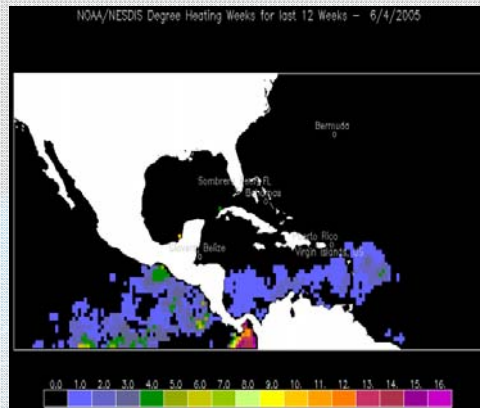 NOAA/NESDIS Degree Heating Weeks for last 12 Weeks - 6/4/2005
Bermuda
Sombrero FL
Bahamas
Puerto Rico
Virgin Islands, US
Belize
0.0 1.0 2.0 3.0 4.0 5.0 6.0 7.0 8.0 9.0 10. 11. 12. 13. 14. 15. 16.